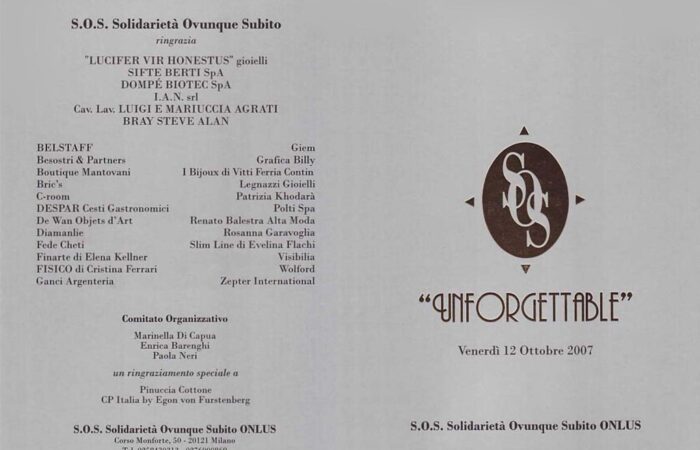 S.O.S. Solidarietà Ovunque Subito
ringrazia
"LUCIFER VIR HONESTUS" gioielli
SIFTE BERTI SpA
DOMPÉ BIOTEC SpA
I.A.N. srl
Cav. Lav. LUIGI E MARIUCCIA AGRATI
BRAY STEVE ALAN
BELSTAFF Giem
Besostri & Partners Grafica Billy
Boutique Mantovani I Bijoux di Vitti Ferria Contin
Bric's Legnazzi Gioielli
C-room Patrizia Khodarà
DESPAR Cesti Gastronomici Polti Spa
De Wan Objets d'Art Renato Balestra Alta Moda
Diamanlie Rosanna Garavoglia
Fede Cheti Slim Line di Evelina Flachi
Finarte di Elena Kellner Visibilia
FISICO di Cristina Ferrari Wolford
Ganci Argenteria Zepter International
Comitato Organizzativo
Marinella Di Capua
Enrica Barenghi
Paola Neri
un ringraziamento speciale a
Pinuccia Cottone
CP Italia by Egon von Furstenberg
S.O.S. Solidarietà Ovunque Subito ONLUS
Corso Monforte, 50 - 20121 Milano
SOS
"UNFORGETTABLE"
Venerdì 12 Ottobre 2007
S.O.S. Solidarietà Ovunque Subito ONLUS